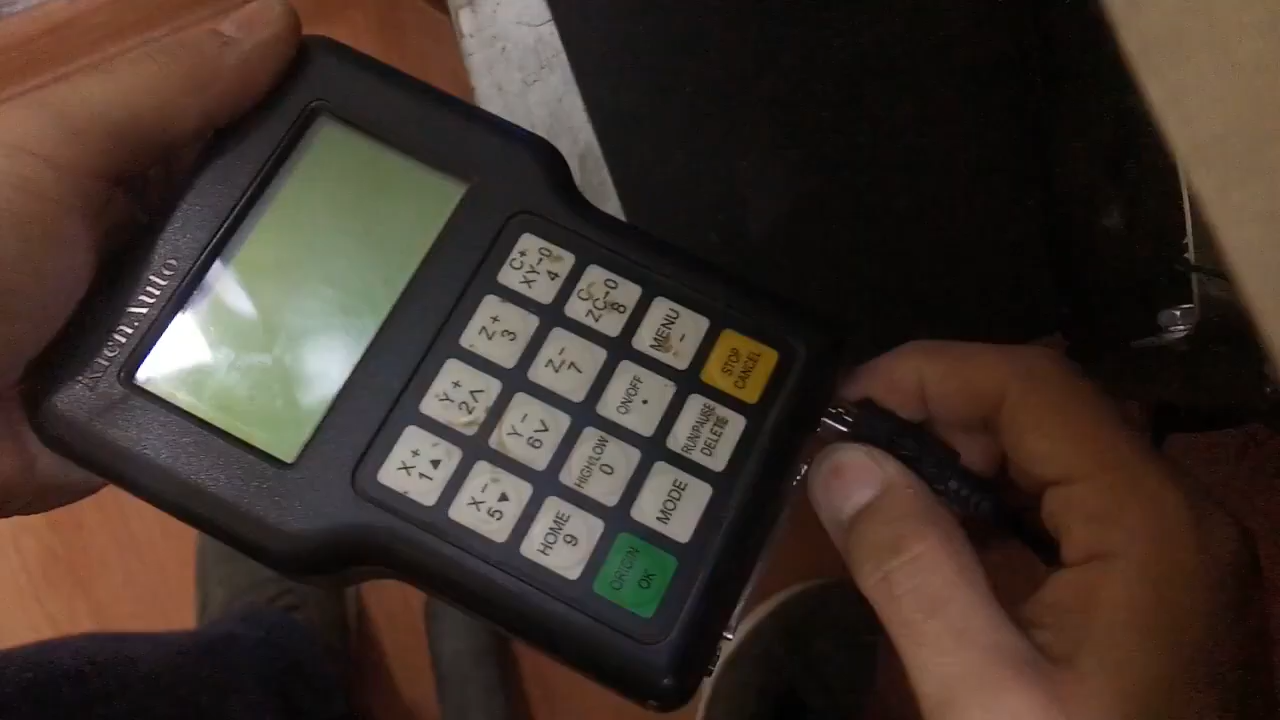 RichAuto
X+
1▲
Y+
2∧
Z+
3
C+
XY-0
4
X-
5▼
Y-
6∨
Z-
7
C-
ZC-0
8
HOME
9
HIGH/LOW
0
ON/OFF
•
MENU
-
ORIGIN
OK
MODE
RUN/PAUSE
DELETE
STOP
CANCEL